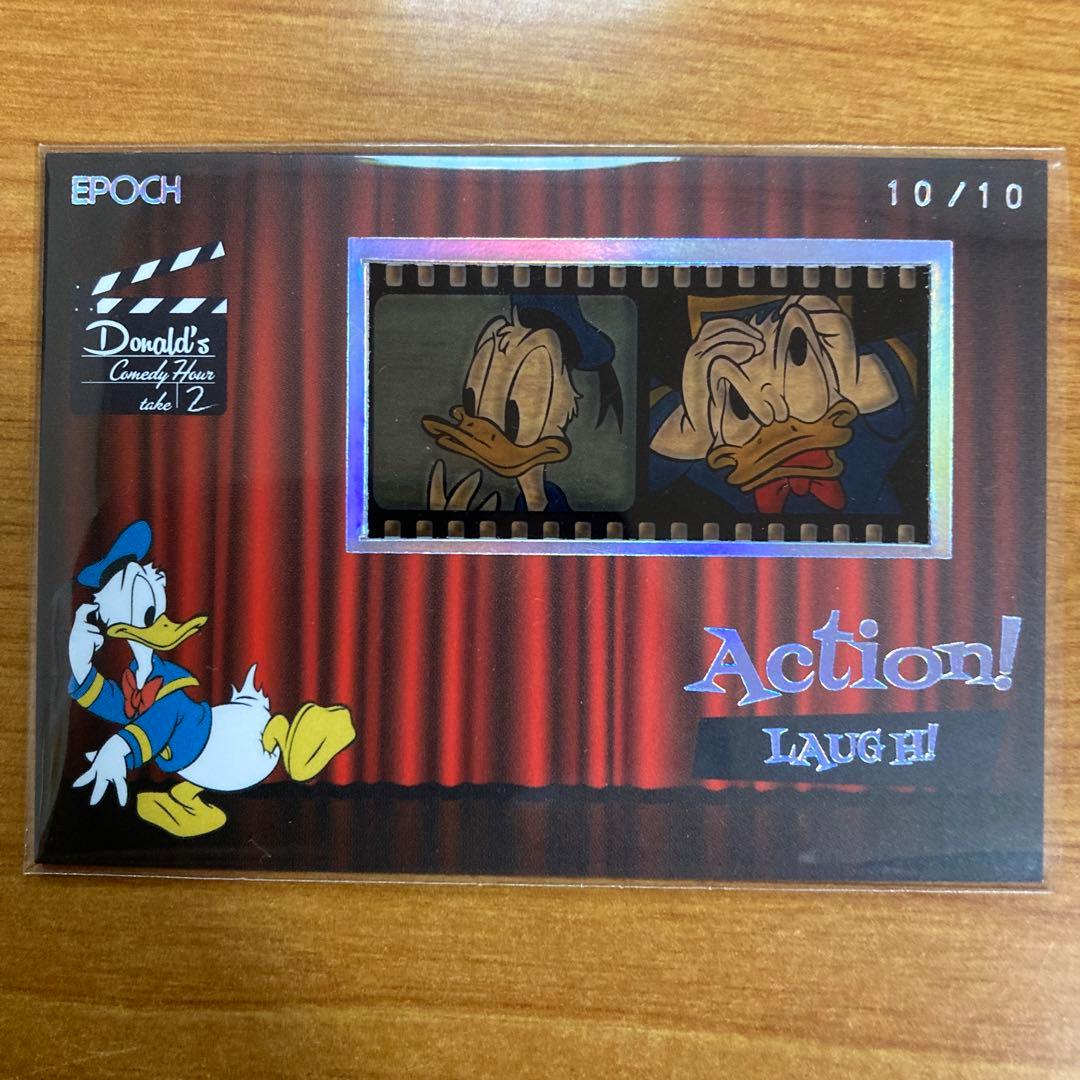 EPOCH
10/10
Donald's
Comedy Hour
take 2
Action!
LAUGH!